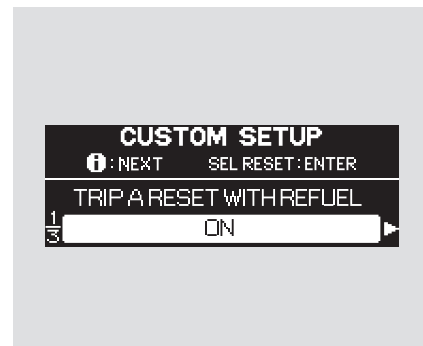 CUSTOM SETUP
i : NEXT SEL RESET : ENTER
TRIP A RESET WITH REFUEL
1/3
ON